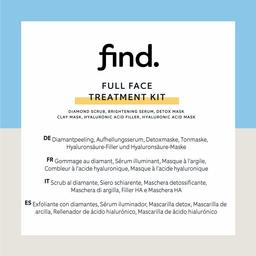 find.
FULL FACE
TREATMENT KIT
DIAMOND SCRUB, BRIGHTENING SERUM, DETOX MASK
CLAY MASK, HYALURONIC ACID FILLER, HYALURONIC ACID MASK
DE Diamantpeeling, Aufhellungsserum, Detoxmaske, Tonmaske,
Hyaluronsäure-Filler und Hyaluronsäure-Maske
FR Gommage au diamant, Sérum illuminant, Masque à l'argile,
Combleur à l'acide hyaluronique, Masque à l'acide hyaluronique
IT Scrub al diamante, Siero schiarente, Maschera detossificante,
Maschera di argilla, Filler HA e Maschera HA
ES Exfoliante con diamantes, Sérum iluminador, Mascarilla detox, Mascarilla de
arcilla, Rellenador de ácido hialurónico, Mascarilla de ácido hialurónico